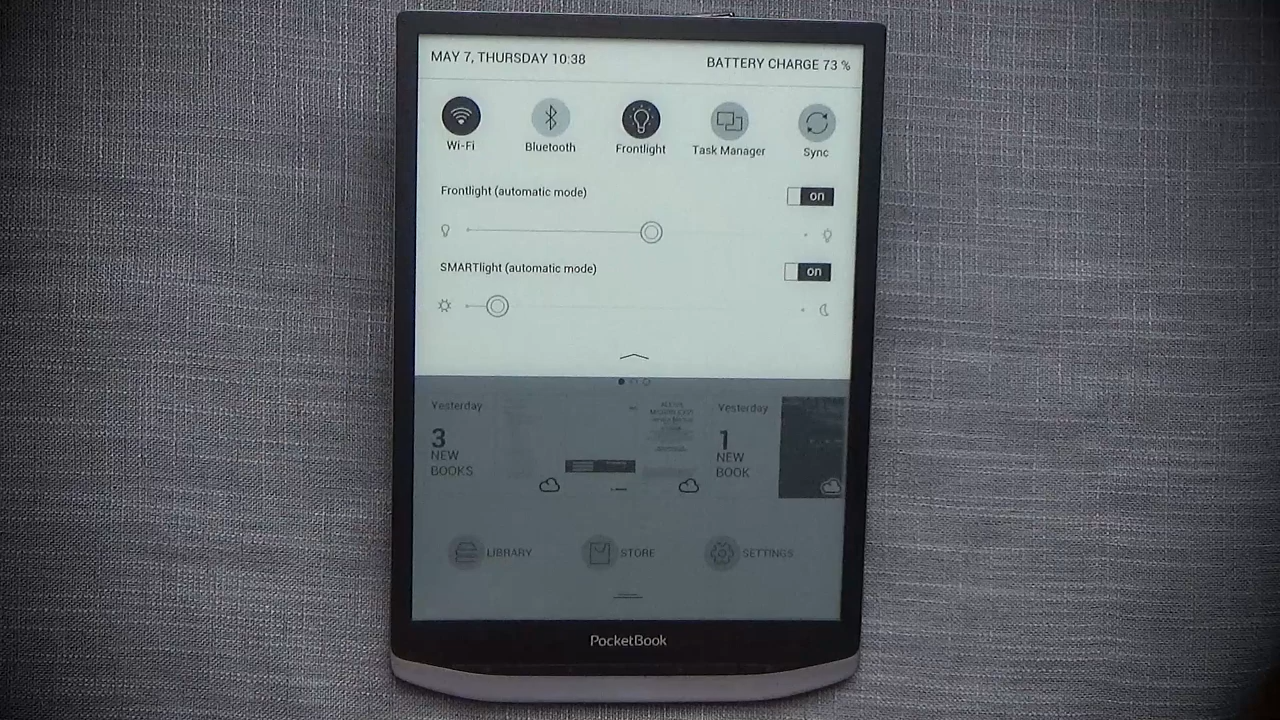 MAY 7, THURSDAY 10:38
BATTERY CHARGE 73 %
Wi-Fi
Bluetooth
Frontlight
Task Manager
Sync
Frontlight (automatic mode)
on
SMARTlight (automatic mode)
on
Yesterday
3
NEW
BOOKS
Yesterday
1
NEW
BOOK
LIBRARY
STORE
SETTINGS
PocketBook